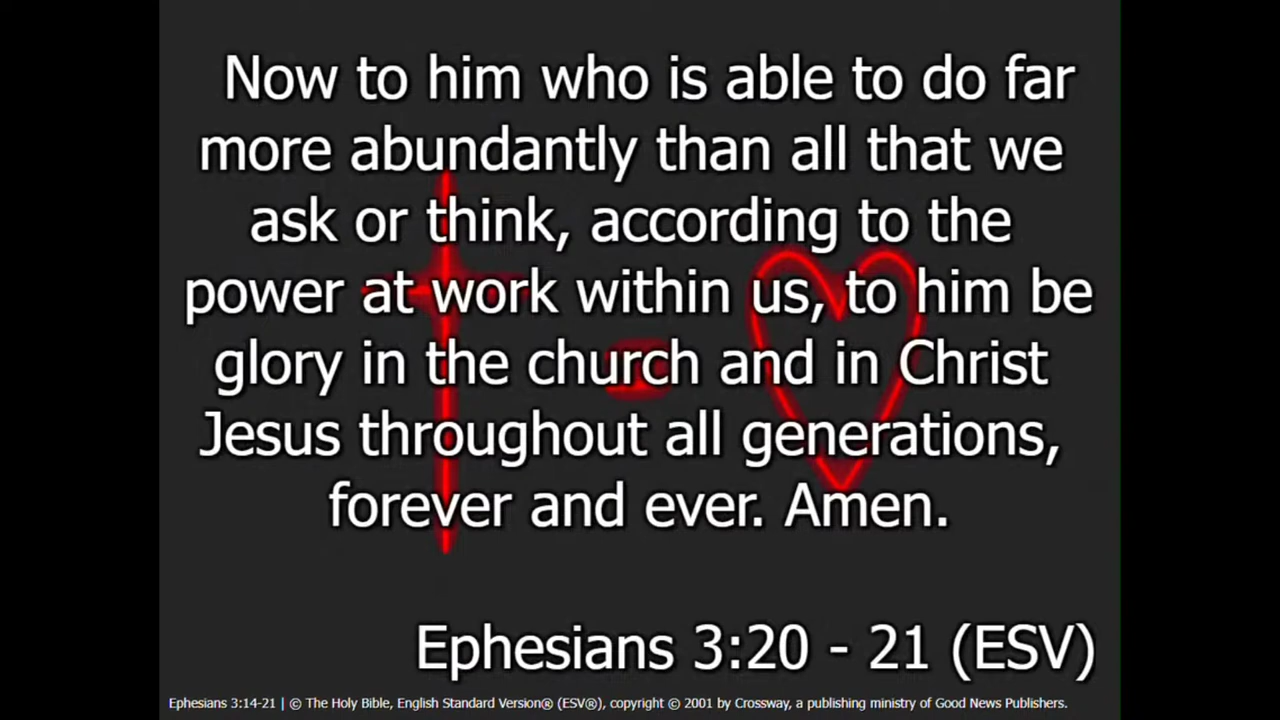 Now to him who is able to do far
more abundantly than all that we
ask or think, according to the
power at work within us, to him be
glory in the church and in Christ
Jesus throughout all generations,
forever and ever. Amen.
Ephesians 3:20 - 21 (ESV)
Ephesians 3:14-21 | © The Holy Bible, English Standard Version® (ESV®), copyright © 2001 by Crossway, a publishing ministry of Good News Publishers.